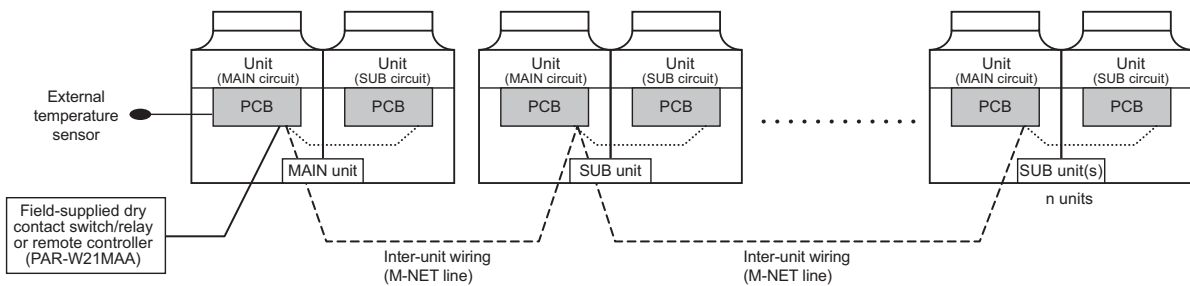 Unit
(MAIN circuit)
Unit
(SUB circuit)
Unit
(MAIN circuit)
Unit
(SUB circuit)
Unit
(MAIN circuit)
Unit
(SUB circuit)
External
temperature
sensor
PCB
PCB
PCB
PCB
PCB
PCB
MAIN unit
SUB unit
SUB unit(s)
n units
Field-supplied dry
contact switch/relay
or remote controller
(PAR-W21MAA)
Inter-unit wiring
(M-NET line)
Inter-unit wiring
(M-NET line)